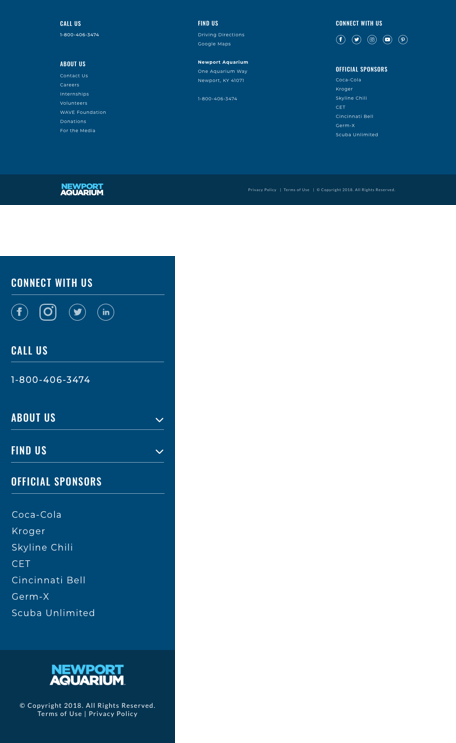 CALL US
1-800-406-3474
ABOUT US
Contact Us
Careers
Internships
Volunteers
WAVE Foundation
Donations
For the Media
FIND US
Driving Directions
Google Maps
Newport Aquarium
One Aquarium Way
Newport, KY 41071
1-800-406-3474
CONNECT WITH US
OFFICIAL SPONSORS
Coca-Cola
Kroger
Skyline Chili
CET
Cincinnati Bell
Germ-X
Scuba Unlimited
NEWPORT
AQUARIUM
Privacy Policy | Terms of Use | © Copyright 2018. All Rights Reserved.
CONNECT WITH US
CALL US
1-800-406-3474
ABOUT US
FIND US
OFFICIAL SPONSORS
Coca-Cola
Kroger
Skyline Chili
CET
Cincinnati Bell
Germ-X
Scuba Unlimited
NEWPORT
AQUARIUM
© Copyright 2018. All Rights Reserved.
Terms of Use | Privacy Policy